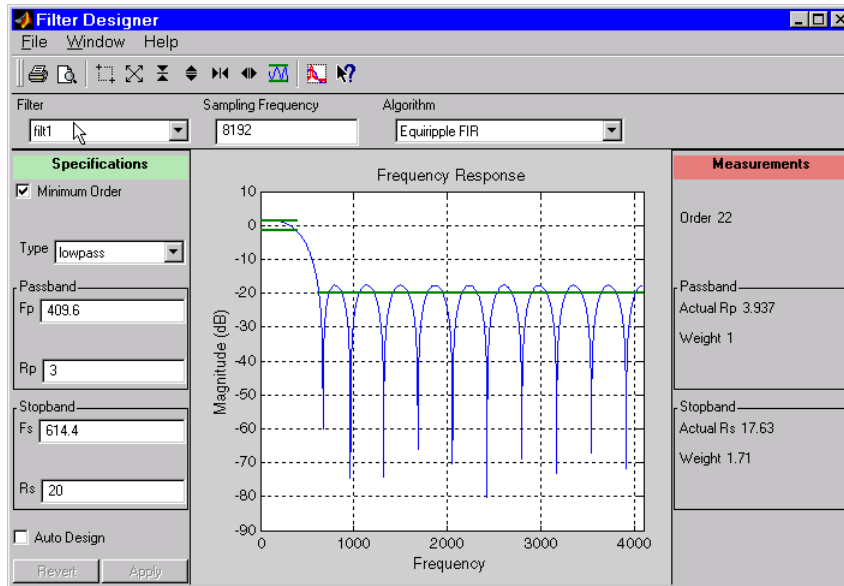 Filter Designer
File Window Help
Filter
filt1
Sampling Frequency
8192
Algorithm
Equiripple FIR
Specifications
Minimum Order
Type lowpass
Passband
Fp 409.6
Rp 3
Stopband
Fs 614.4
Rs 20
Auto Design
Revert Apply
Frequency Response
Magnitude (dB)
10
0
-10
-20
-30
-40
-50
-60
-70
-80
-90
0 1000 2000 3000 4000
Frequency
Measurements
Order 22
Passband
Actual Rp 3.937
Weight 1
Stopband
Actual Rs 17.63
Weight 1.71